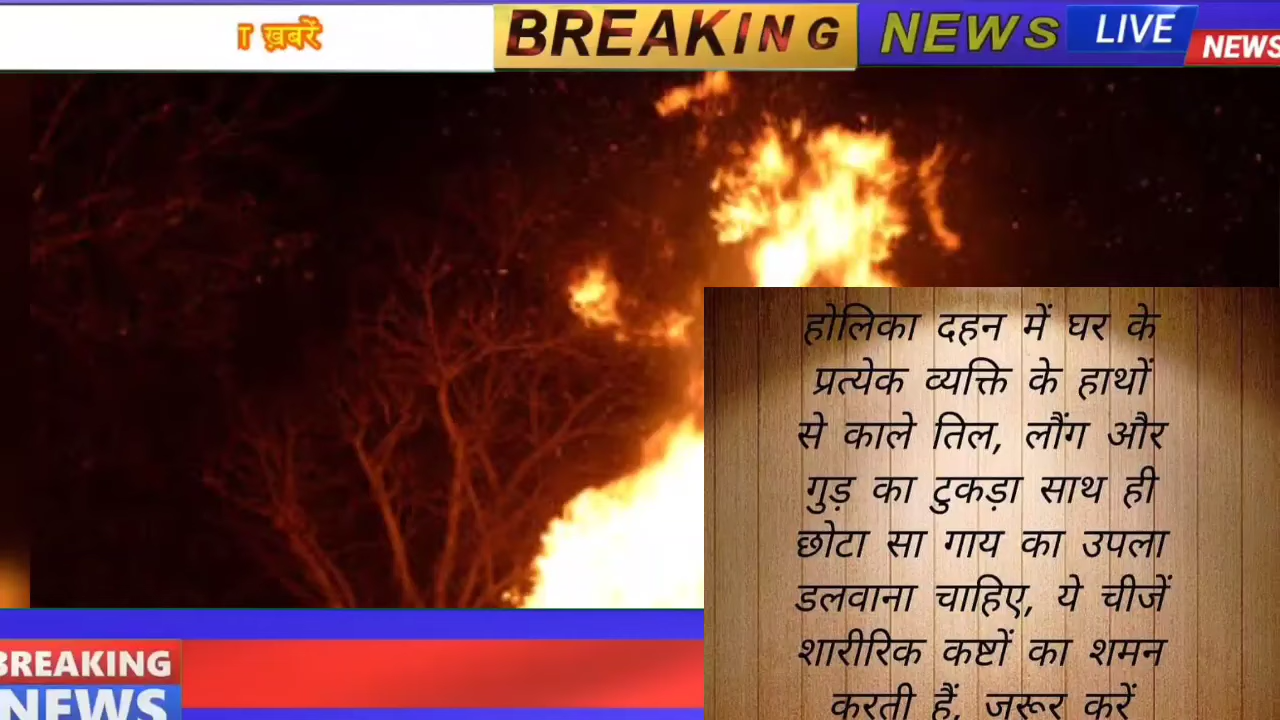 ख़बरें
BREAKING NEWS LIVE NEWS
होलिका दहन में घर के
प्रत्येक व्यक्ति के हाथों
से काले तिल, लौंग और
गुड़ का टुकड़ा साथ ही
छोटा सा गाय का उपला
डलवाना चाहिए, ये चीजें
शारीरिक कष्टों का शमन
करती हैं, जरूर करें
BREAKING
NEWS